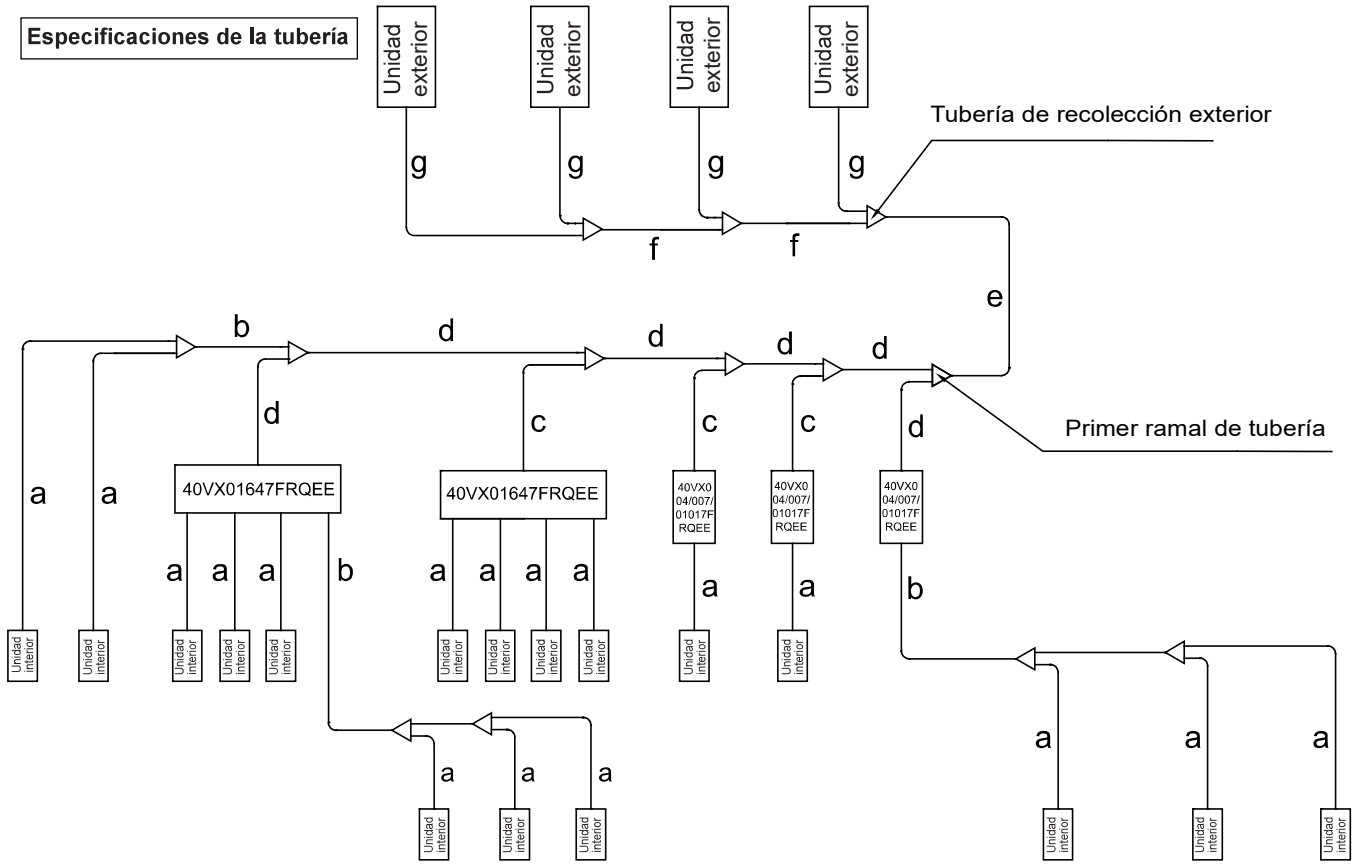 Especificaciones de la tubería
Unidad
exterior
Unidad
exterior
Unidad
exterior
Unidad
exterior
Tubería de recolección exterior
g
g
g
g
f
f
e
b
d
d
d
d
d
c
c
c
d
Primer ramal de tubería
40VX01647FRQEE
40VX01647FRQEE
40VX0
04/007/
01017F
RQEE
40VX0
04/007/
01017F
RQEE
40VX0
04/007/
01017F
RQEE
a
a
a
a
a
b
a
a
a
a
a
a
b
Unidad
interior
Unidad
interior
Unidad
interior
Unidad
interior
Unidad
interior
Unidad
interior
Unidad
interior
Unidad
interior
Unidad
interior
Unidad
interior
Unidad
interior
a
a
a
a
a
a
Unidad
interior
Unidad
interior
Unidad
interior
Unidad
interior
Unidad
interior
Unidad
interior